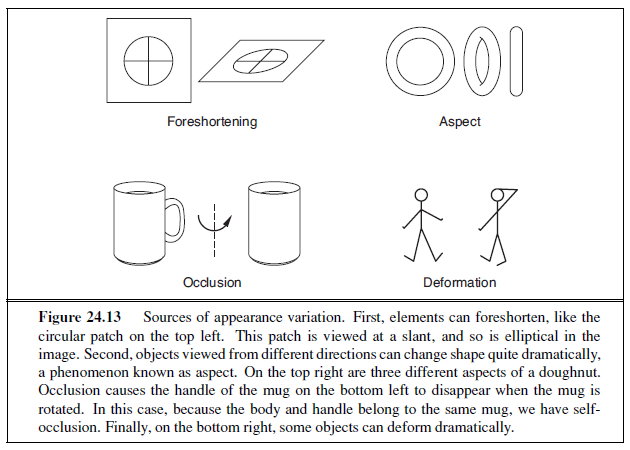 Foreshortening
Aspect
Occlusion
Deformation
Figure 24.13 Sources of appearance variation. First, elements can foreshorten, like the
circular patch on the top left. This patch is viewed at a slant, and so is elliptical in the
image. Second, objects viewed from different directions can change shape quite dramatically,
a phenomenon known as aspect. On the top right are three different aspects of a doughnut.
Occlusion causes the handle of the mug on the bottom left to disappear when the mug is
rotated. In this case, because the body and handle belong to the same mug, we have self-
occlusion. Finally, on the bottom right, some objects can deform dramatically.